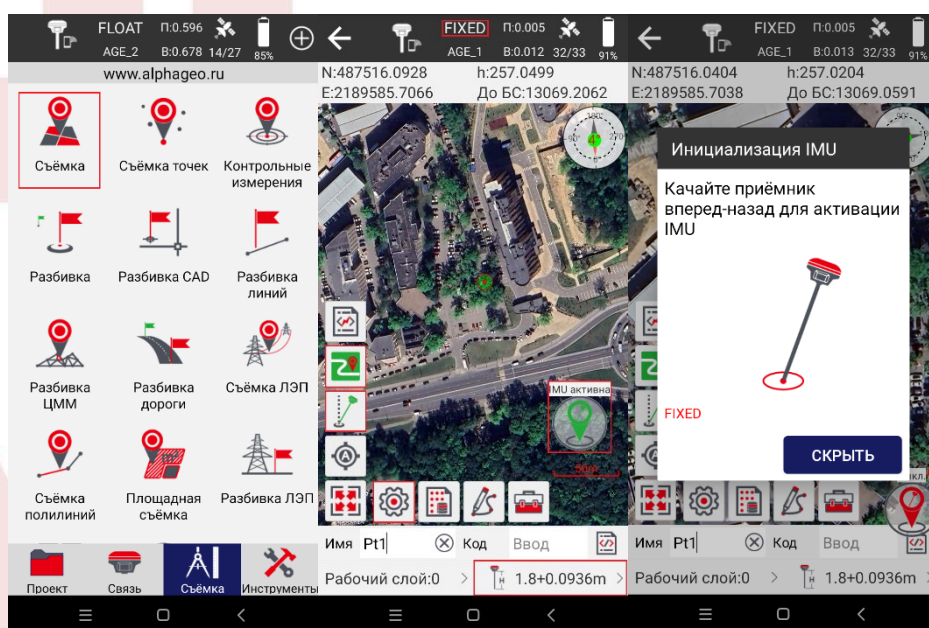 FLOAT П:0.596
AGE_2 В:0.678 14/27 85%
www.alphageo.ru
Съёмка
Съёмка точек
Контрольные
измерения
Разбивка
Разбивка CAD
Разбивка
линий
Разбивка
ЦММ
Разбивка
дороги
Съёмка ЛЭП
Съёмка
полилиний
Площадная
съёмка
Разбивка ЛЭП
Проект
Связь
Съёмка
Инструменты
FIXED П:0.005
AGE_1 В:0.012 32/33 91%
N:487516.0928 h:257.0499
E:2189585.7066 До БС:13069.2062
180°
90°
270
4°
IMU активна
50m
Имя Pt1 Код Ввод
Рабочий слой:0 > H 1.8+0.0936m >
FIXED П:0.005
AGE_1 В:0.013 32/33 91%
N:487516.0404 h:257.0204
E:2189585.7038 До БС:13069.0591
Инициализация IMU
Качайте приёмник
вперед-назад для активации
IMU
FIXED
СКРЫТЬ
Имя Pt1 Код Ввод
Рабочий слой:0 > H 1.8+0.0936m >